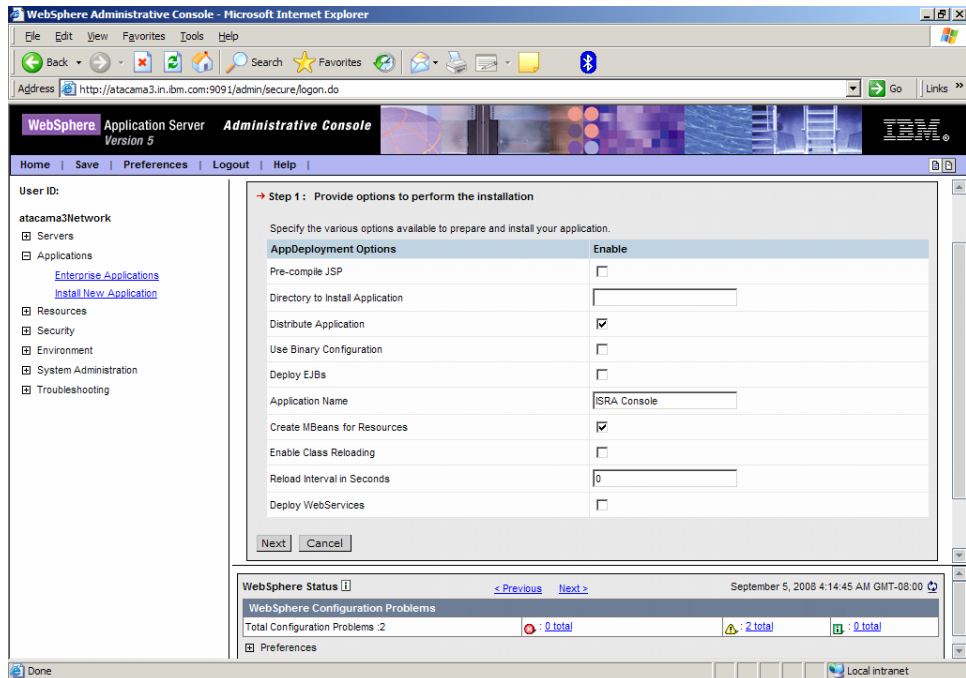 WebSphere Administrative Console - Microsoft Internet Explorer
File Edit View Favorites Tools Help
Back Search Favorites
Address http://atacama3.in.ibm.com:9091/admin/secure/logon.do Go Links »
WebSphere. Application Server Administrative Console
Version 5
IBM.
Home | Save | Preferences | Logout | Help |
User ID:
atacama3Network
Servers
Applications
Enterprise Applications
Install New Application
Resources
Security
Environment
System Administration
Troubleshooting
Step 1 : Provide options to perform the installation
Specify the various options available to prepare and install your application.
AppDeployment Options Enable
Pre-compile JSP
Directory to Install Application
Distribute Application
Use Binary Configuration
Deploy EJBs
Application Name ISRA Console
Create MBeans for Resources
Enable Class Reloading
Reload Interval in Seconds 0
Deploy WebServices
Next Cancel
WebSphere Status i < Previous Next > September 5, 2008 4:14:45 AM GMT-08:00
WebSphere Configuration Problems
Total Configuration Problems :2 : 0 total : 2 total : 0 total
Preferences
Done Local intranet